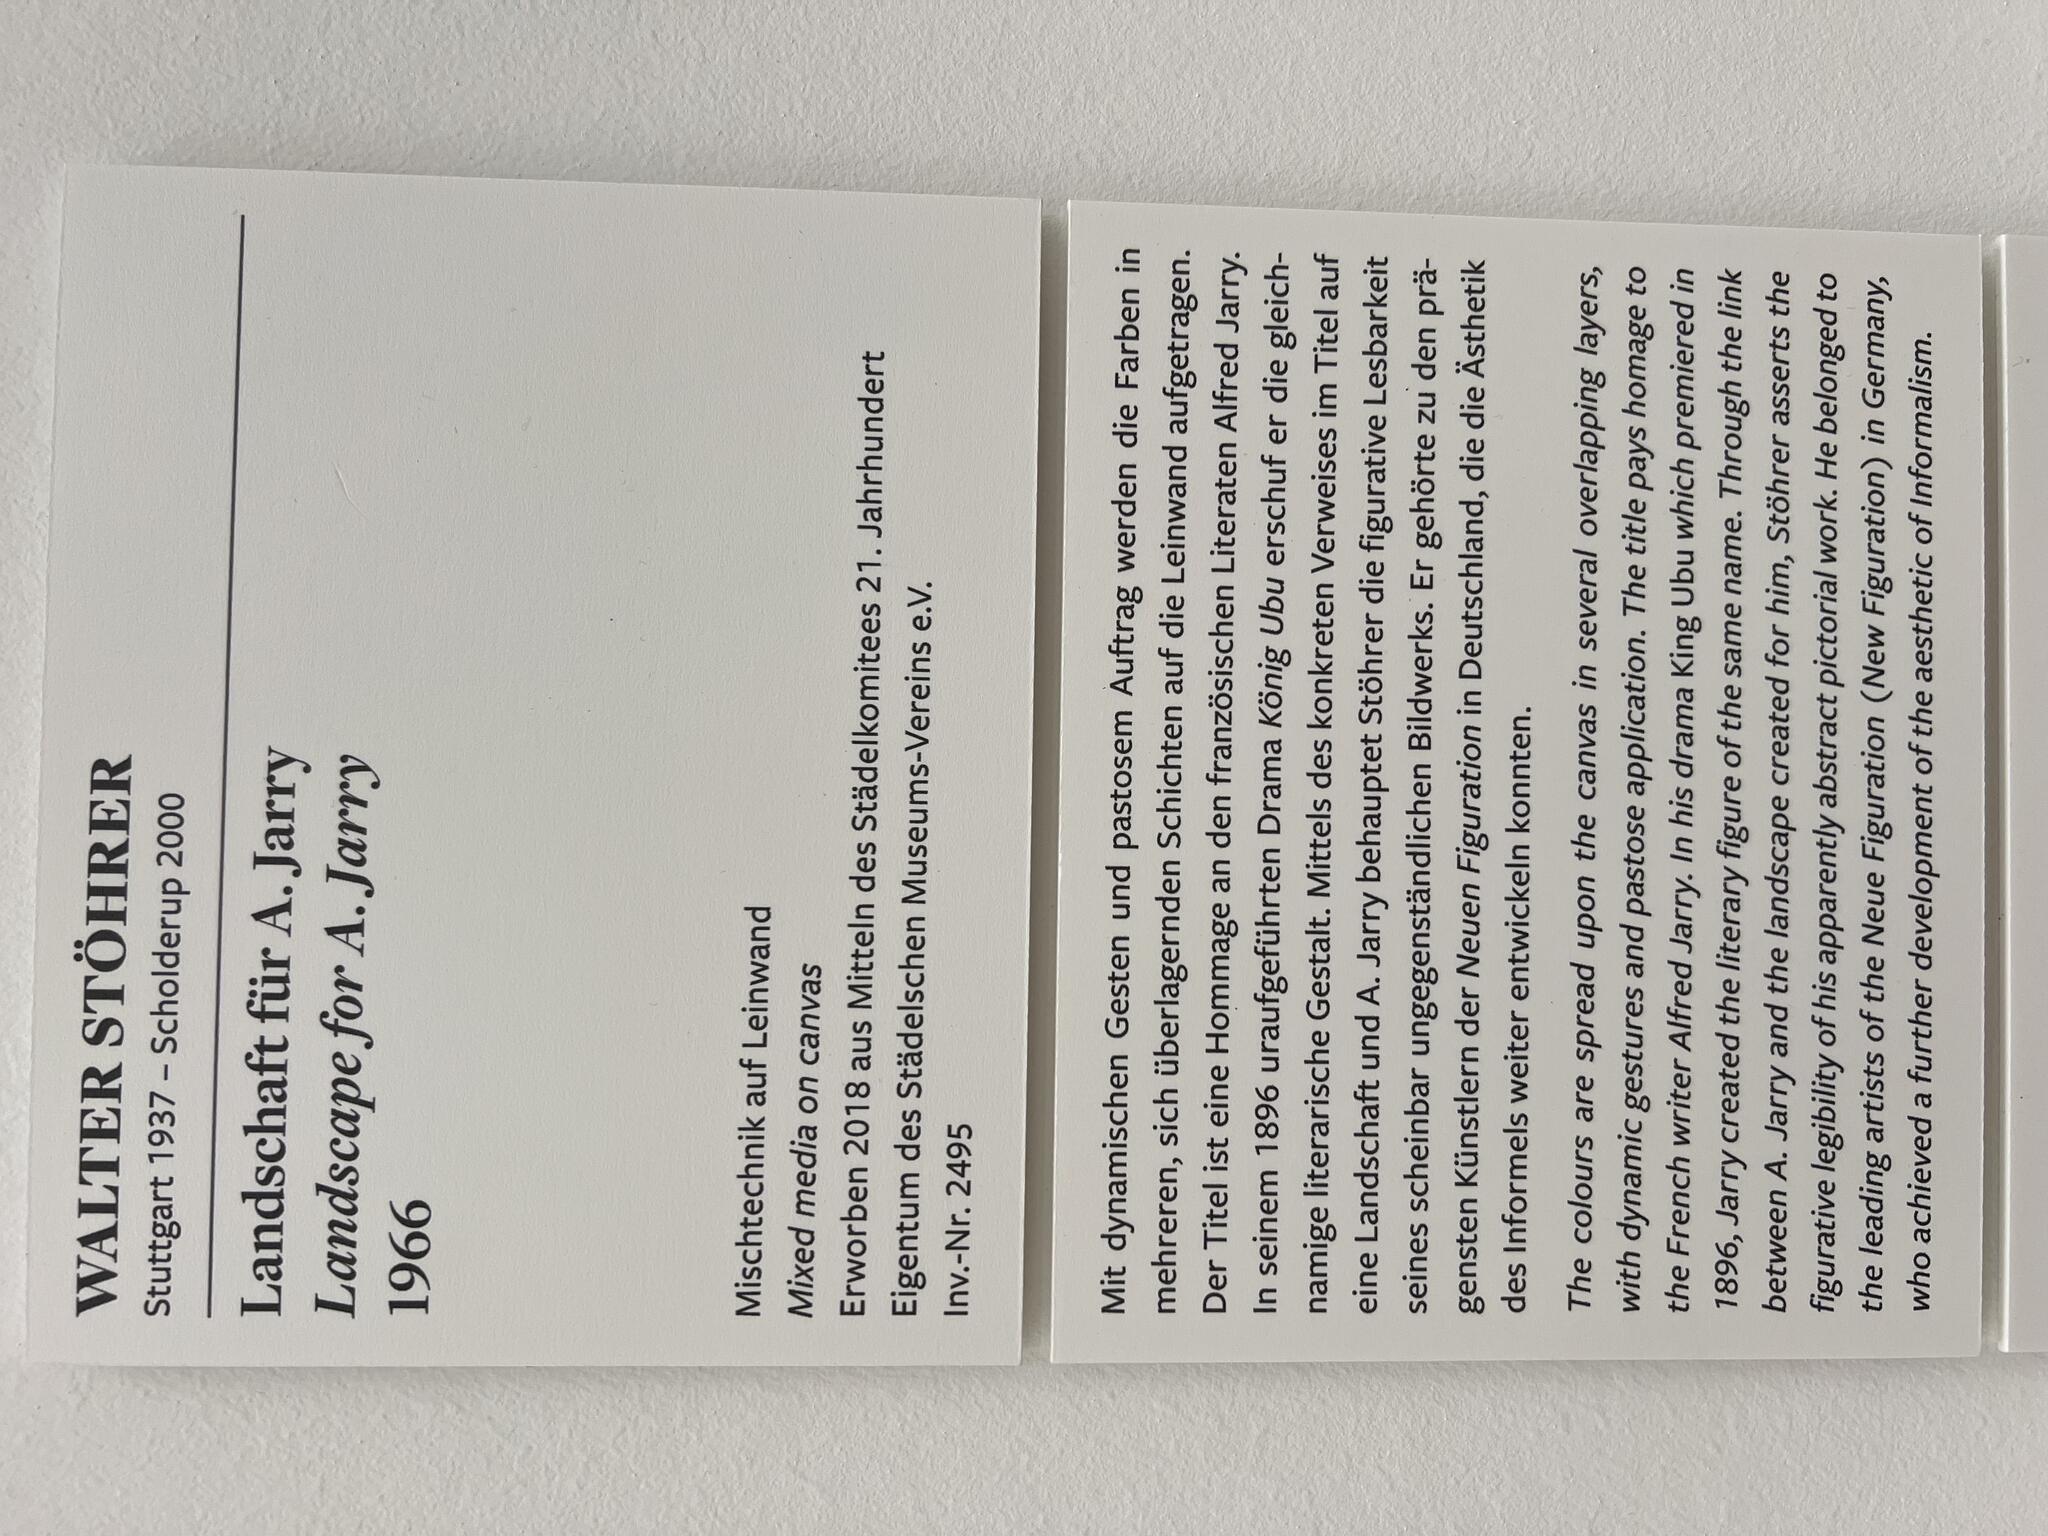 WALTER STÖHRER
Stuttgart 1937 – Scholderup 2000
Landschaft für A. Jarry
Landscape for A. Jarry
1966
Mischtechnik auf Leinwand
Mixed media on canvas
Erworben 2018 aus Mitteln des Städelkomitees 21. Jahrhundert
Eigentum des Städelschen Museums-Vereins e.V.
Inv.-Nr. 2495
Mit dynamischen Gesten und pastosem Auftrag werden die Farben in
mehreren, sich überlagernden Schichten auf die Leinwand aufgetragen.
Der Titel ist eine Hommage an den französischen Literaten Alfred Jarry.
In seinem 1896 uraufgeführten Drama König Ubu erschuf er die gleich-
namige literarische Gestalt. Mittels des konkreten Verweises im Titel auf
eine Landschaft und A. Jarry behauptet Stöhrer die figurative Lesbarkeit
seines scheinbar ungegenständlichen Bildwerks. Er gehörte zu den prä-
gensten Künstlern der Neuen Figuration in Deutschland, die die Ästhetik
des Informels weiter entwickeln konnten.
The colours are spread upon the canvas in several overlapping layers,
with dynamic gestures and pastose application. The title pays homage to
the French writer Alfred Jarry. In his drama King Ubu which premiered in
1896, Jarry created the literary figure of the same name. Through the link
between A. Jarry and the landscape created for him, Stöhrer asserts the
figurative legibility of his apparently abstract pictorial work. He belonged to
the leading artists of the Neue Figuration (New Figuration) in Germany,
who achieved a further development of the aesthetic of Informalism.